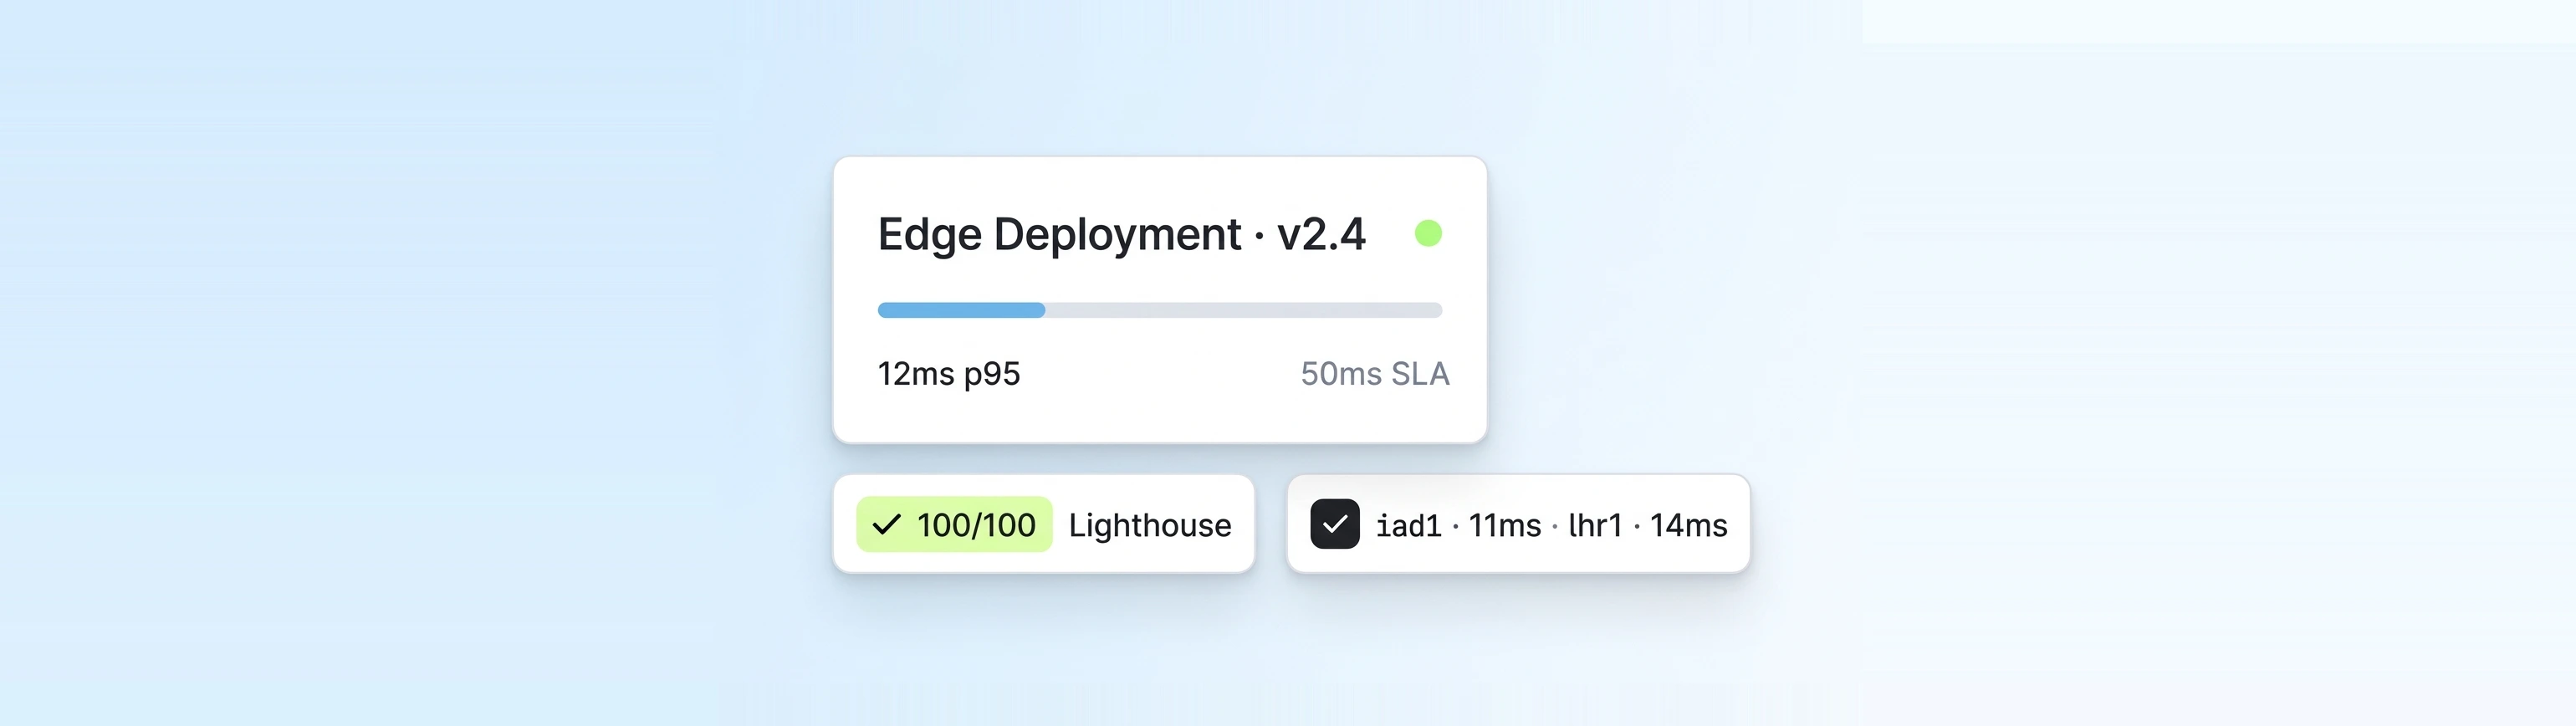 Edge Deployment · v2.4
12ms p95 50ms SLA
100/100 Lighthouse
iad1 · 11ms · lhr1 · 14ms